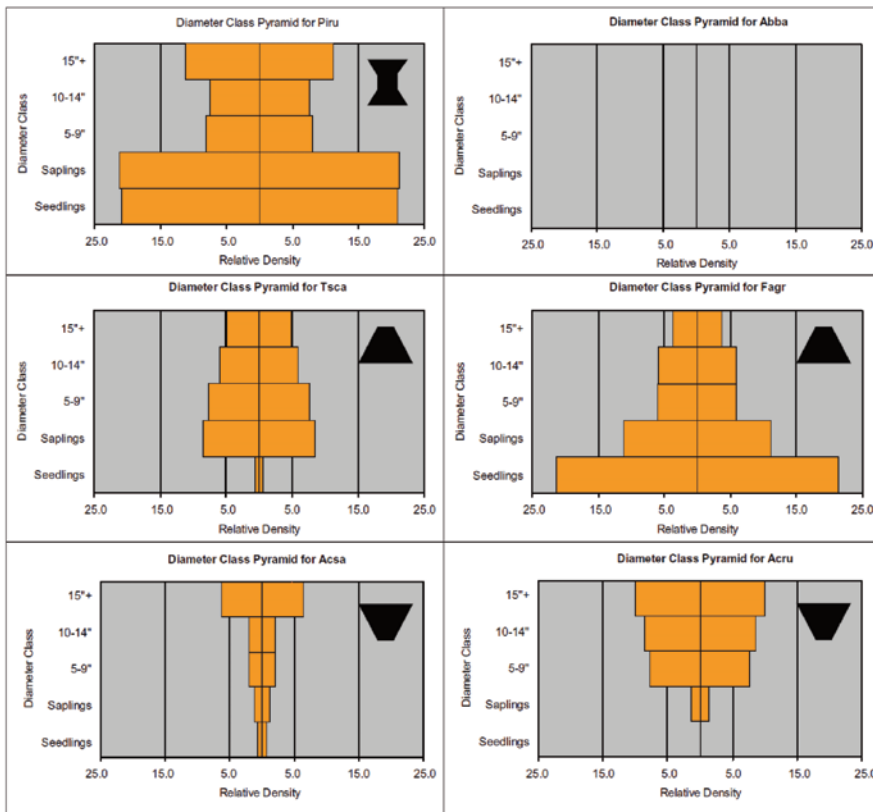 Diameter Class Pyramid for Piru
Diameter Class
15"+
10-14"
5-9"
Saplings
Seedlings
25.0 15.0 5.0 5.0 15.0 25.0
Relative Density
Diameter Class Pyramid for Abba
Diameter Class
15"+
10-14"
5-9"
Saplings
Seedlings
25.0 15.0 5.0 5.0 15.0 25.0
Relative Density
Diameter Class Pyramid for Tsca
Diameter Class
15"+
10-14"
5-9"
Saplings
Seedlings
25.0 15.0 5.0 5.0 15.0 25.0
Relative Density
Diameter Class Pyramid for Fagr
Diameter Class
15"+
10-14"
5-9"
Saplings
Seedlings
25.0 15.0 5.0 5.0 15.0 25.0
Relative Density
Diameter Class Pyramid for Acsa
Diameter Class
15"+
10-14"
5-9"
Saplings
Seedlings
25.0 15.0 5.0 5.0 15.0 25.0
Relative Density
Diameter Class Pyramid for Acru
Diameter Class
15"+
10-14"
5-9"
Saplings
Seedlings
25.0 15.0 5.0 5.0 15.0 25.0
Relative Density